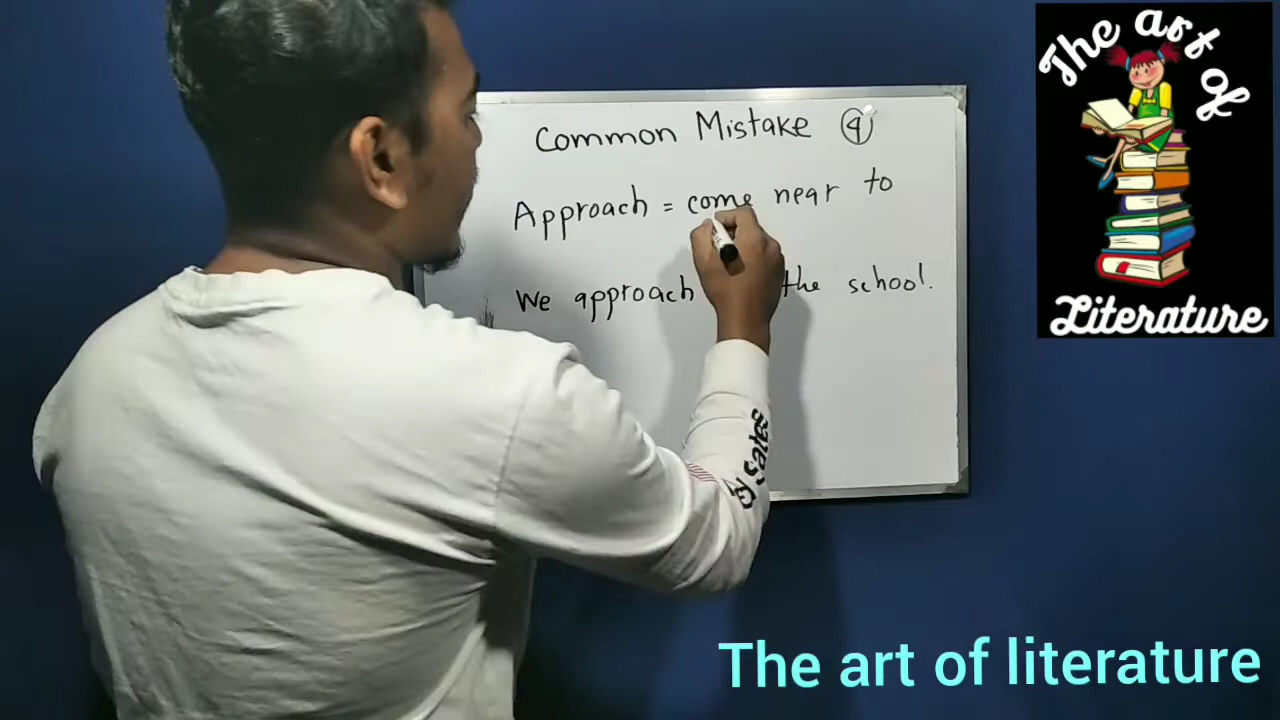 Common Mistake 4
Approach = come near to
We approach the school.
The art of
Literature
Sales
The art of literature